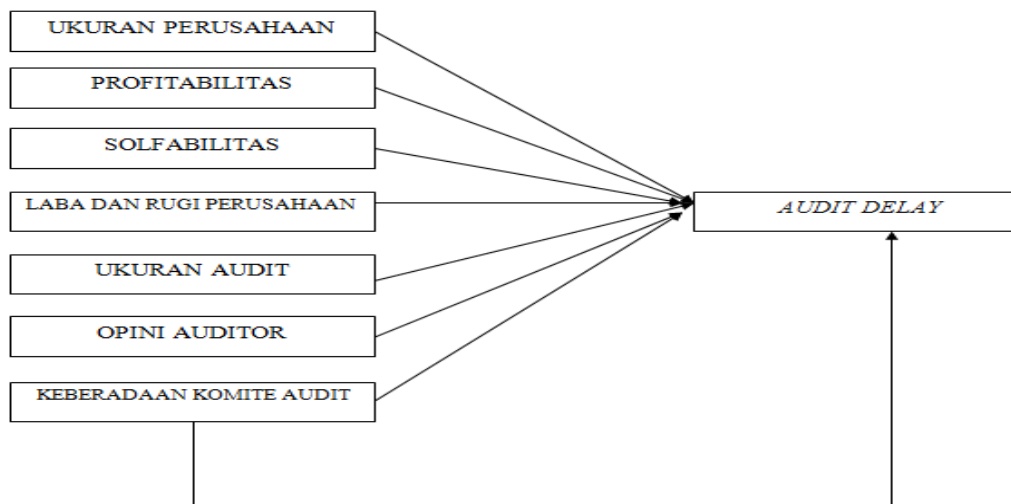 UKURAN PERUSAHAAN
PROFITABILITAS
SOLFABILITAS
LABA DAN RUGI PERUSAHAAN
AUDIT DELAY
UKURAN AUDIT
OPINI AUDITOR
KEBERADAAN KOMITE AUDIT